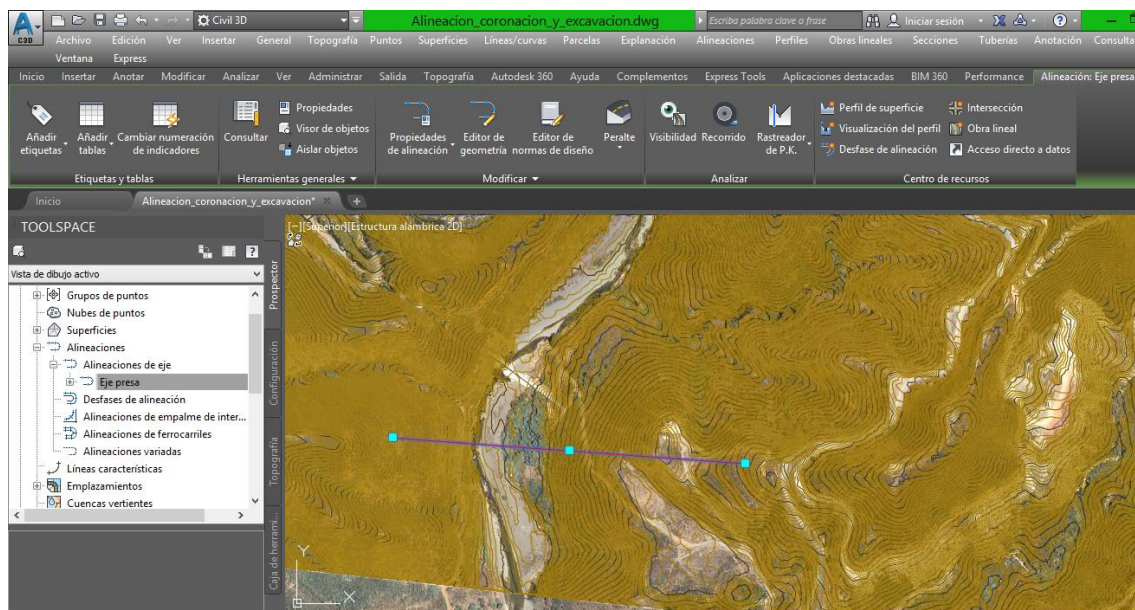 Civil 3D
Alineacion_coronacion_y_excavacion.dwg
Escriba palabra clave o frase
Iniciar sesión
C3D
Archivo Edición Ver Insertar General Topografía Puntos Superficies Líneas/curvas Parcelas Explanación Alineaciones Perfiles Obras lineales Secciones Tuberías Anotación Consulta
Ventana Express
Inicio Insertar Anotar Modificar Analizar Ver Administrar Salida Topografía Autodesk 360 Ayuda Complementos Express Tools Aplicaciones destacadas BIM 360 Performance Alineación: Eje presa
Propiedades
Perfil de superficie Intersección
Visor de objetos
Visualización del perfil Obra lineal
Aislar objetos
Desfase de alineación Acceso directo a datos
Añadir etiquetas Añadir tablas Cambiar numeración de indicadores Consultar Propiedades de alineación Editor de geometría Editor de normas de diseño Peralte Visibilidad Recorrido Rastreador de P.K.
Etiquetas y tablas Herramientas generales Modificar Analizar Centro de recursos
Inicio Alineacion_coronacion_y_excavacion*
TOOLSPACE
[-][Superior][Estructura alámbrica 2D]
Vista de dibujo activo
Grupos de puntos
Nubes de puntos
Superficies
Alineaciones
Alineaciones de eje
Eje presa
Desfases de alineación
Alineaciones de empalme de inter...
Alineaciones de ferrocarriles
Alineaciones variadas
Líneas características
Emplazamientos
Cuencas vertientes
Prospector
Configuración
Topografía
Caja de herrami...
Y
X